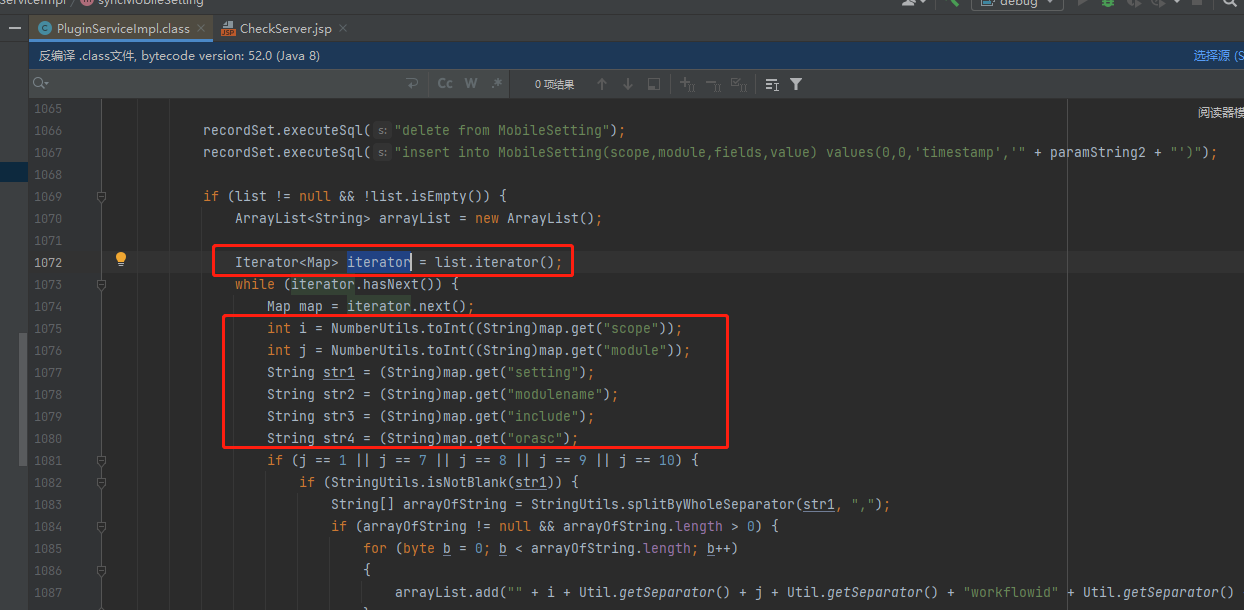 syncMobileSetting
debug
PluginServiceImpl.class
CheckServer.jsp
反编译 .class文件, bytecode version: 52.0 (Java 8)
选择源 (S
Cc W .* 0 项结果
阅读器模
1065
1066 recordSet.executeSql( s: "delete from MobileSetting");
1067 recordSet.executeSql( s: "insert into MobileSetting(scope,module,fields,value) values(0,0,'timestamp','" + paramString2 + "')");
1068
1069 if (list != null && !list.isEmpty()) {
1070 ArrayList<String> arrayList = new ArrayList();
1071
1072 Iterator<Map> iterator = list.iterator();
1073 while (iterator.hasNext()) {
1074 Map map = iterator.next();
1075 int i = NumberUtils.toInt((String)map.get("scope"));
1076 int j = NumberUtils.toInt((String)map.get("module"));
1077 String str1 = (String)map.get("setting");
1078 String str2 = (String)map.get("modulename");
1079 String str3 = (String)map.get("include");
1080 String str4 = (String)map.get("orasc");
1081 if (j == 1 || j == 7 || j == 8 || j == 9 || j == 10) {
1082 if (StringUtils.isNotBlank(str1)) {
1083 String[] arrayOfString = StringUtils.splitByWholeSeparator(str1, ",");
1084 if (arrayOfString != null && arrayOfString.length > 0) {
1085 for (byte b = 0; b < arrayOfString.length; b++)
1086 {
1087 arrayList.add("" + i + Util.getSeparator() + j + Util.getSeparator() + "workflowid" + Util.getSeparator()